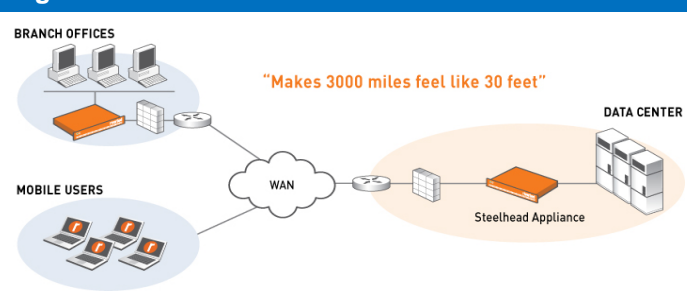 BRANCH OFFICES
"Makes 3000 miles feel like 30 feet"
DATA CENTER
WAN
MOBILE USERS
Steelhead Appliance